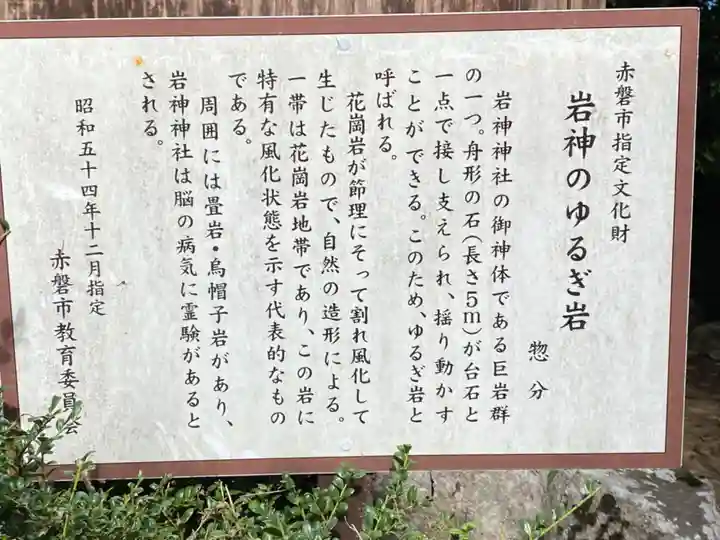 赤磐市指定文化財
岩神のゆるぎ岩
惣分
岩神神社の御神体である巨岩群
の一つ。舟形の石(長さ5m)が台石と
一点で接し支えられ、揺り動かす
ことができる。このため、ゆるぎ岩と
呼ばれる。
花崗岩が節理にそって割れ風化して
生じたもので、自然の造形による。
一帯は花崗岩地帯であり、この岩に
特有な風化状態を示す代表的なもの
である。
周囲には畳岩・烏帽子岩があり、
岩神神社は脳の病気に霊験があると
される。
昭和五十四年十二月指定
赤磐市教育委員会